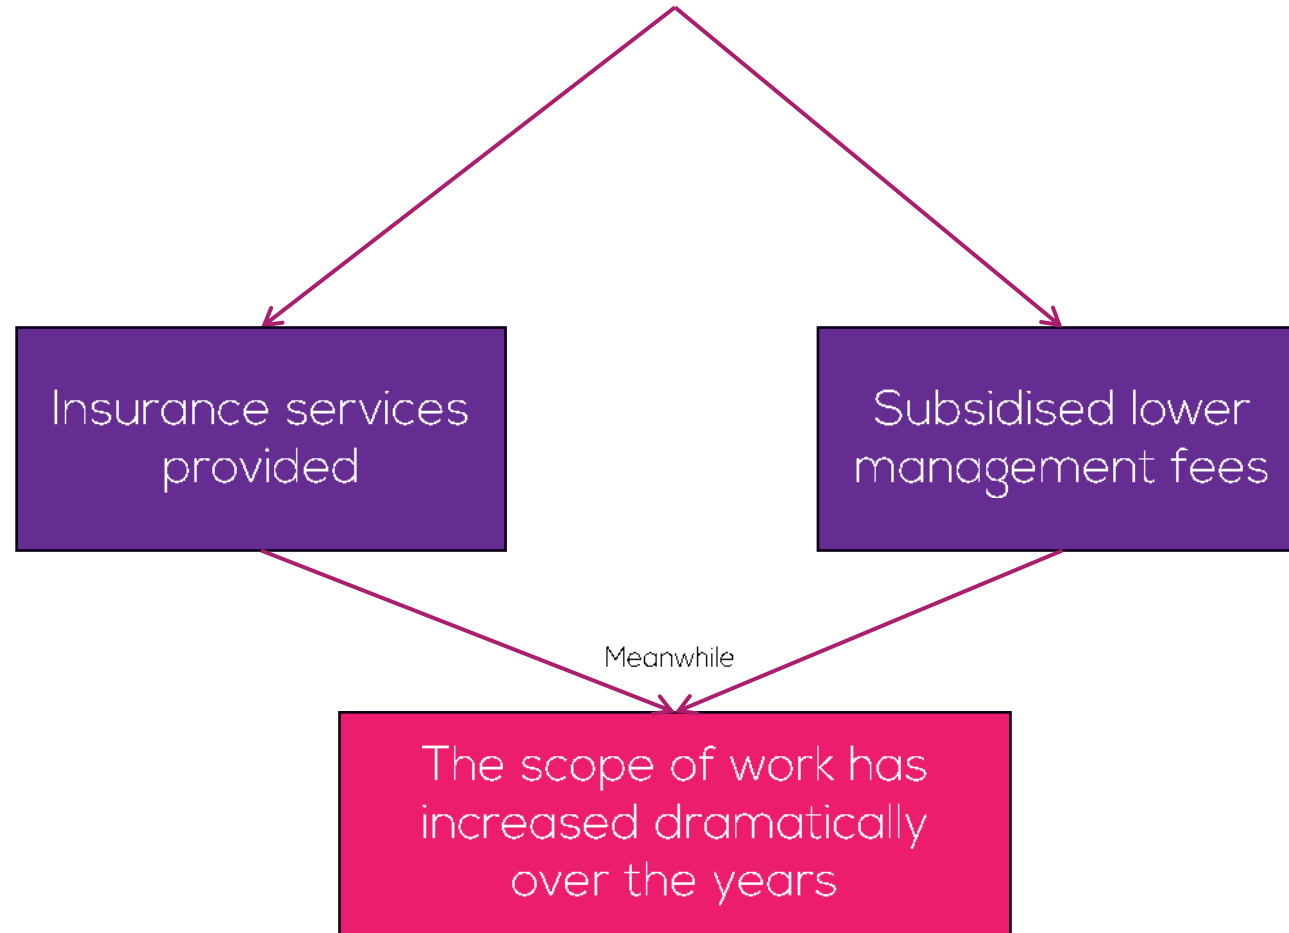 Insurance services
provided
Subsidised lower
management fees
Meanwhile
The scope of work has
increased dramatically
over the years